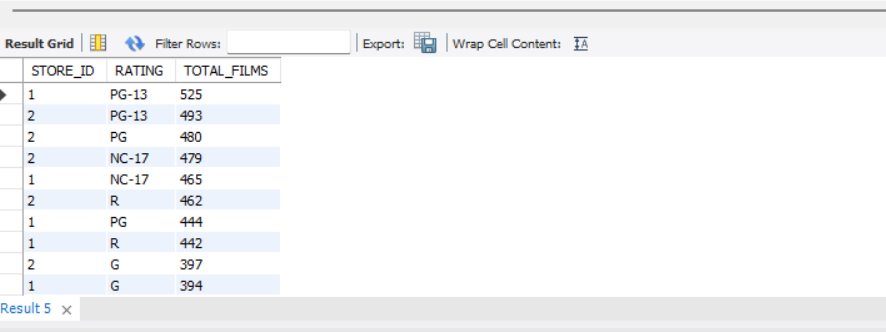 Result Grid Filter Rows: Export: Wrap Cell Content: IA
STORE_ID RATING TOTAL_FILMS
1 PG-13 525
2 PG-13 493
2 PG 480
2 NC-17 479
1 NC-17 465
2 R 462
1 PG 444
1 R 442
2 G 397
1 G 394
Result 5 ×